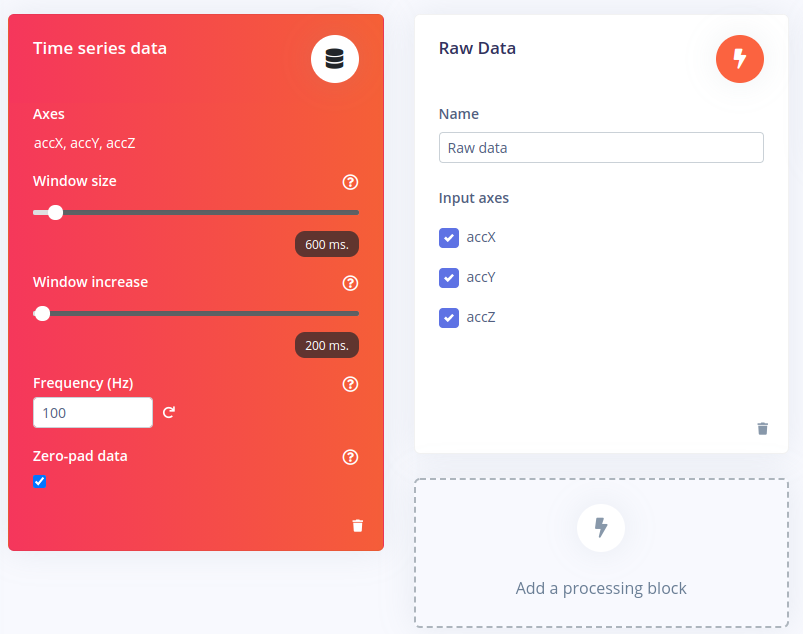 Time series data
Axes
accX, accY, accZ
Window size
600 ms.
Window increase
200 ms.
Frequency (Hz)
100
Zero-pad data
Raw Data
Name
Raw data
Input axes
accX
accY
accZ
Add a processing block